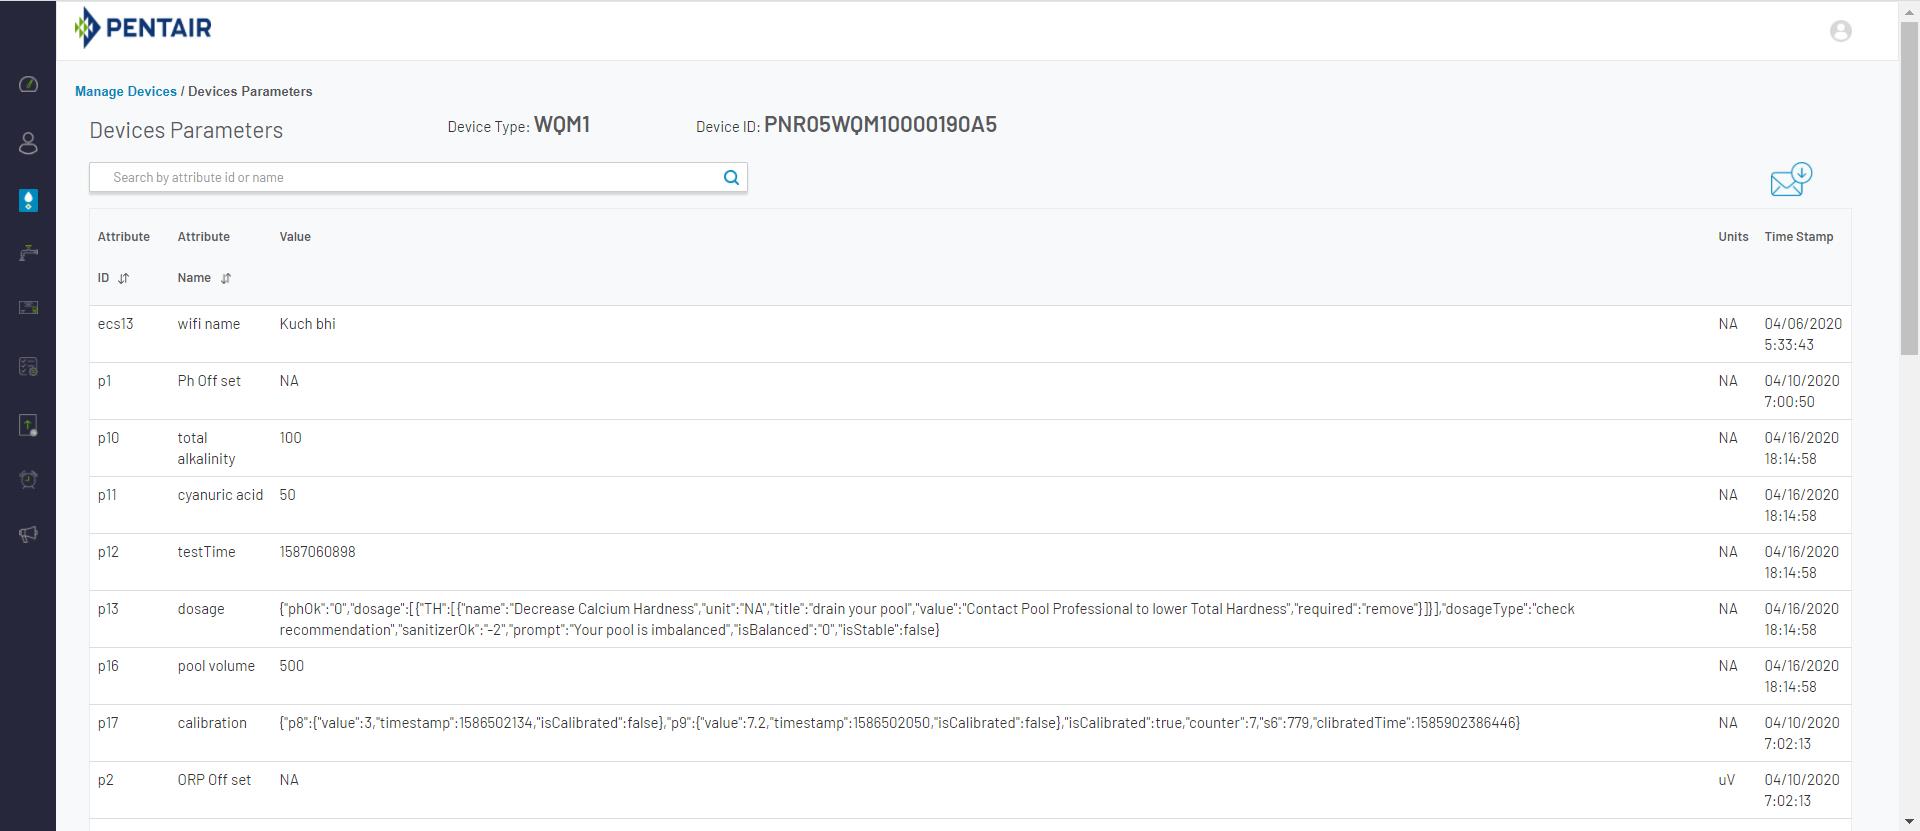 PENTAIR
Manage Devices / Devices Parameters
Devices Parameters Device Type: WQM1 Device ID: PNR05WQM10000190A5
Search by attribute id or name
Attribute Attribute Value Units Time Stamp
ID Name
ecs13 wifi name Kuch bhi NA 04/06/2020
5:33:43
p1 Ph Off set NA NA 04/10/2020
7:00:50
p10 total 100 NA 04/16/2020
alkalinity 18:14:58
p11 cyanuric acid 50 NA 04/16/2020
18:14:58
p12 testTime 1587060898 NA 04/16/2020
18:14:58
p13 dosage {"phOk":"0","dosage":[{"TH":[{"name":"Decrease Calcium Hardness","unit":"NA","title":"drain your pool","value":"Contact Pool Professional to lower Total Hardness","required":"remove"}]}],"dosageType":"check NA 04/16/2020
recommendation","sanitizerOk":"-2","prompt":"Your pool is imbalanced","isBalanced":"0","isStable":false} 18:14:58
p16 pool volume 500 NA 04/16/2020
18:14:58
p17 calibration {"p8":{"value":3,"timestamp":1586502134,"isCalibrated":false},"p9":{"value":7.2,"timestamp":1586502050,"isCalibrated":false},"isCalibrated":true,"counter":7,"s6":779,"clibratedTime":1585902386446} NA 04/10/2020
7:02:13
p2 ORP Off set NA uV 04/10/2020
7:02:13